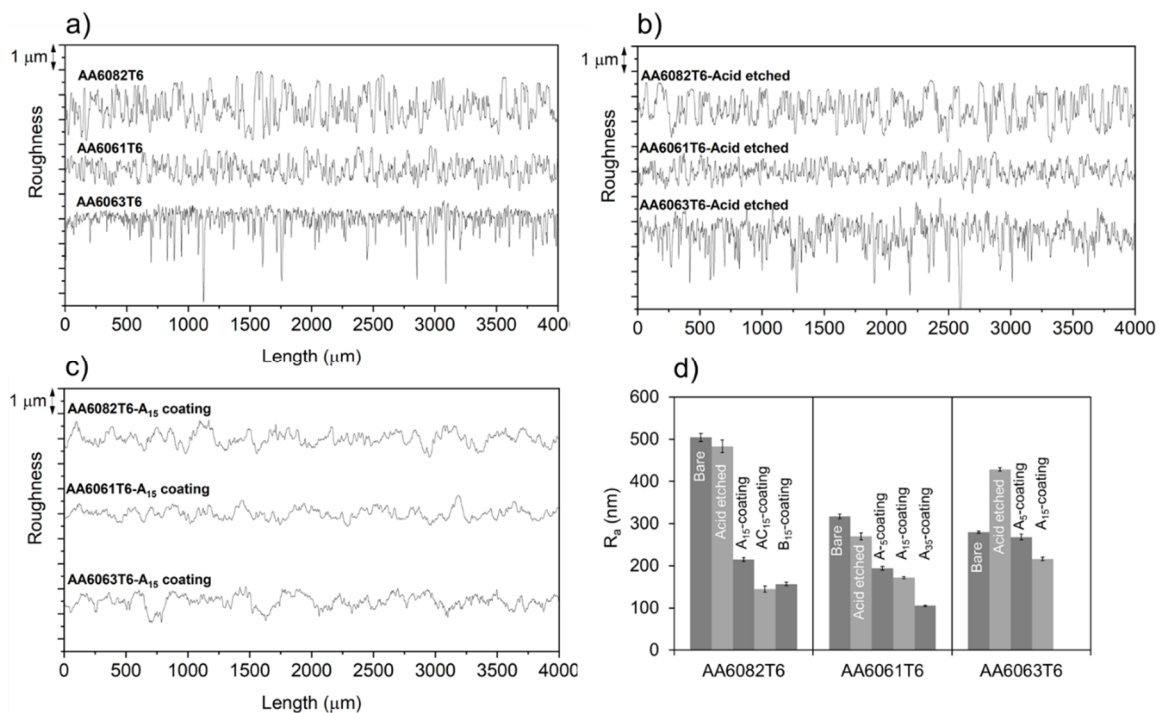 a)
1 μm
AA6082T6
AA6061T6
AA6063T6
Roughness
0 500 1000 1500 2000 2500 3000 3500 4000
Length (μm)
b)
1 μm
AA6082T6-Acid etched
AA6061T6-Acid etched
AA6063T6-Acid etched
Roughness
0 500 1000 1500 2000 2500 3000 3500 4000
c)
1 μm
AA6082T6-A₁₅ coating
AA6061T6-A₁₅ coating
AA6063T6-A₁₅ coating
Roughness
0 500 1000 1500 2000 2500 3000 3500 4000
Length (μm)
d)
600
500
400
300
200
100
0
Rₐ (nm)
Bare
Acid etched
A₁₅-coating
AC₁₅-coating
B₁₅-coating
Bare
Acid etched
A-₅coating
A₁₅-coating
A₃₅-coating
Bare
Acid etched
A₅-coating
A₁₅-coating
AA6082T6 AA6061T6 AA6063T6